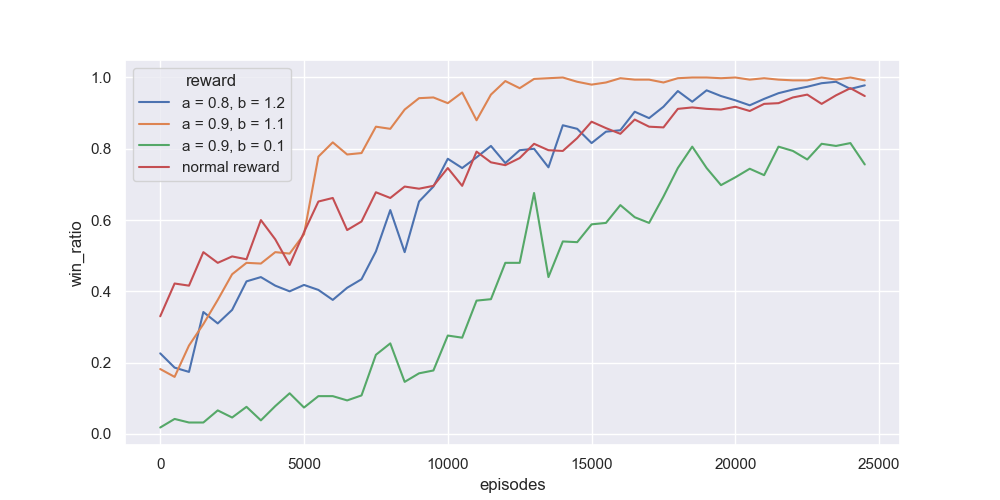 reward
a = 0.8, b = 1.2
a = 0.9, b = 1.1
a = 0.9, b = 0.1
normal reward
1.0
0.8
0.6
0.4
0.2
0.0
win_ratio
0 5000 10000 15000 20000 25000
episodes